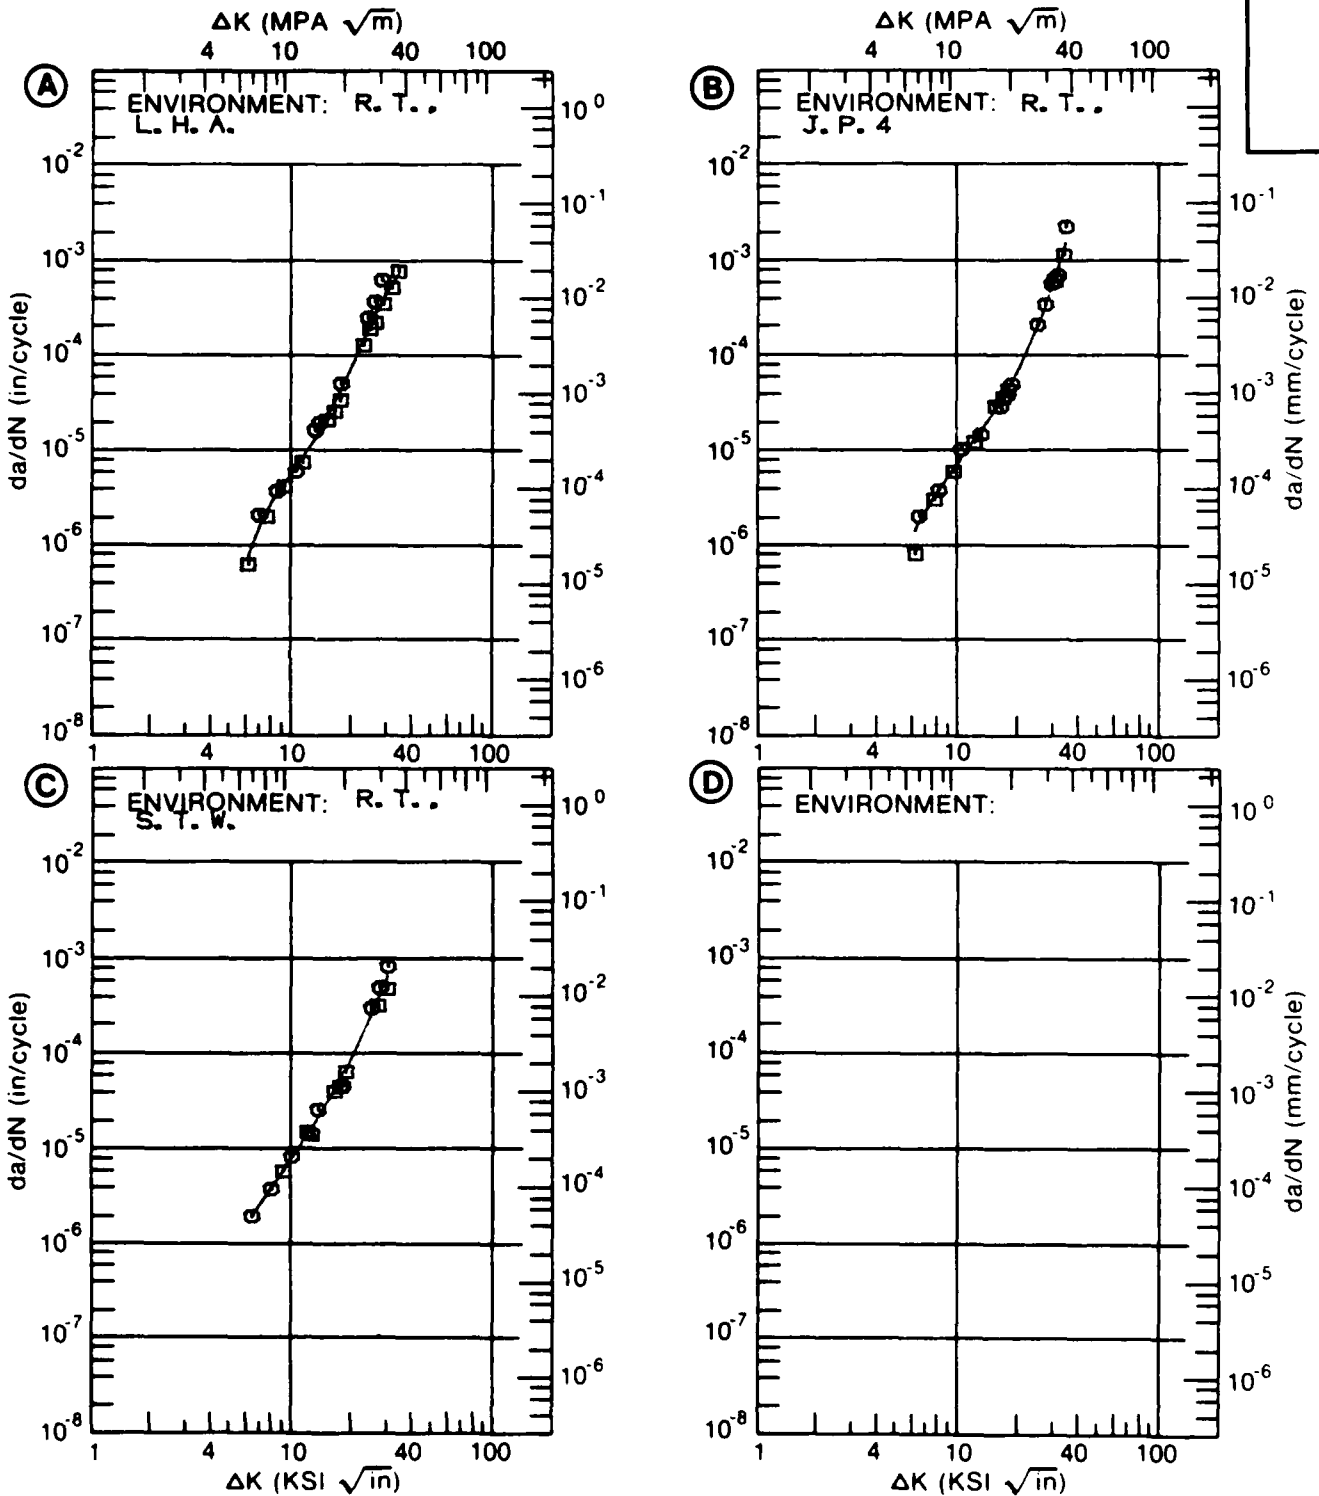 ΔK (MPA √m)
4 10 40 100
A
ENVIRONMENT: R. T.,
L. H. A.
10⁰
10⁻²
10⁻¹
10⁻³
10⁻²
10⁻⁴
10⁻³
10⁻⁵
10⁻⁴
10⁻⁶
10⁻⁵
10⁻⁷
10⁻⁶
10⁻⁸
1 4 10 40 100
da/dN (in/cycle)
ΔK (MPA √m)
4 10 40 100
B
ENVIRONMENT: R. T.,
J. P. 4
10⁻²
10⁻¹
10⁻³
10⁻²
10⁻⁴
10⁻³
10⁻⁵
10⁻⁴
10⁻⁶
10⁻⁵
10⁻⁷
10⁻⁶
10⁻⁸
1 4 10 40 100
da/dN (mm/cycle)
C
ENVIRONMENT: R. T.,
S. T. W.
10⁰
10⁻²
10⁻¹
10⁻³
10⁻²
10⁻⁴
10⁻³
10⁻⁵
10⁻⁴
10⁻⁶
10⁻⁵
10⁻⁷
10⁻⁶
10⁻⁸
1 4 10 40 100
ΔK (KSI √in)
da/dN (in/cycle)
D
ENVIRONMENT:
10⁰
10⁻²
10⁻¹
10⁻³
10⁻²
10⁻⁴
10⁻³
10⁻⁵
10⁻⁴
10⁻⁶
10⁻⁵
10⁻⁷
10⁻⁶
10⁻⁸
1 4 10 40 100
ΔK (KSI √in)
da/dN (mm/cycle)